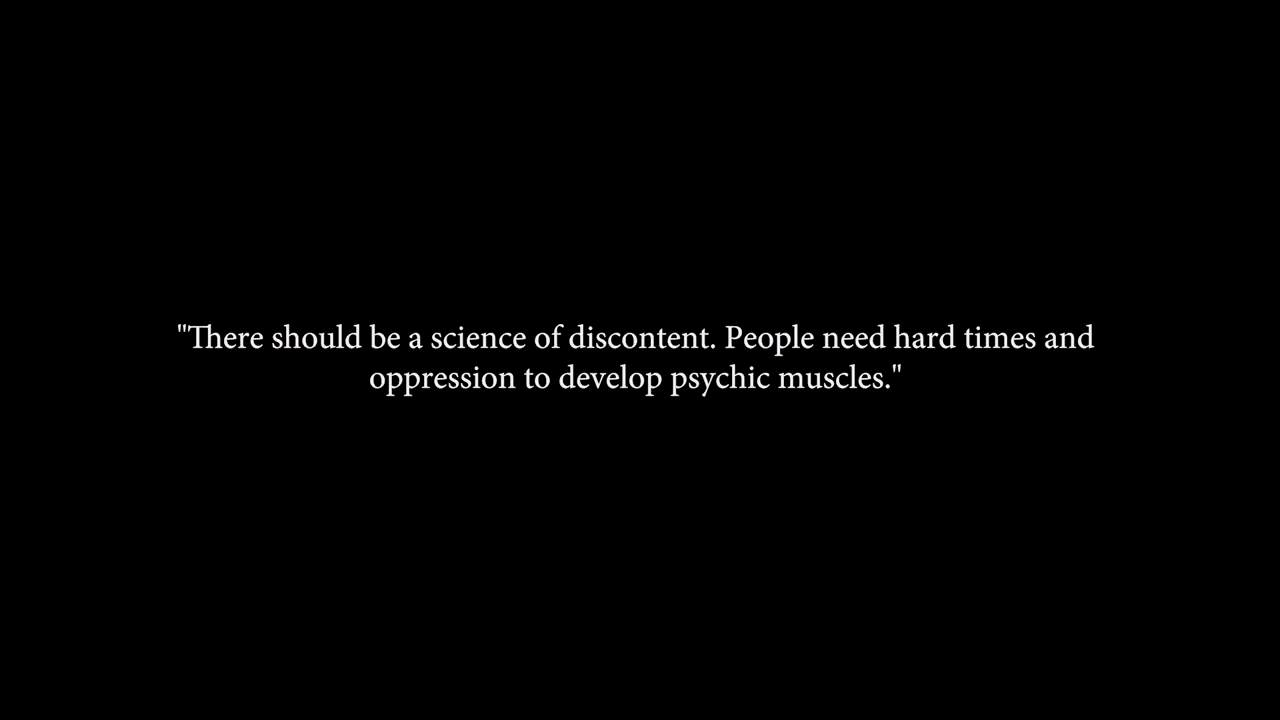 "There should be a science of discontent. People need hard times and
oppression to develop psychic muscles."